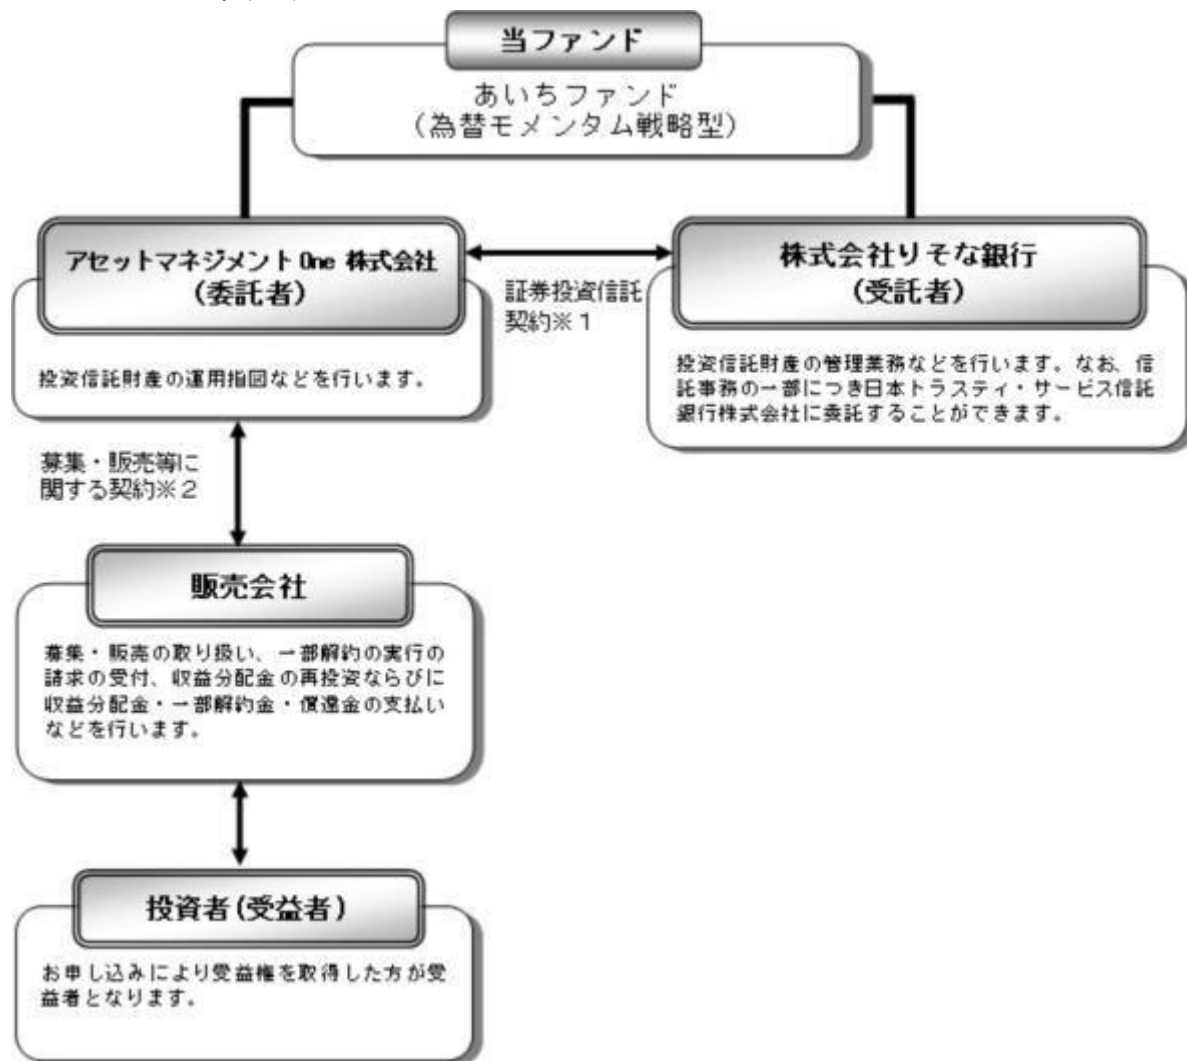 当ファンド
あいちファンド
（為替モメンタム戦略型）
アセットマネジメントOne 株式会社
（委託者）
投資信託財産の運用指図などを行います。
証券投資信託
契約※１
株式会社りそな銀行
（受託者）
投資信託財産の管理業務などを行います。なお、信
託事務の一部につき日本トラスティ・サービス信託
銀行株式会社に委託することができます。
募集・販売等に
関する契約※２
販売会社
募集・販売の取り扱い、一部解約の実行の
請求の受付、収益分配金の再投資ならびに
収益分配金・一部解約金・償還金の支払い
などを行います。
投資者(受益者)
お申し込みにより受益権を取得した方が受
益者となります。